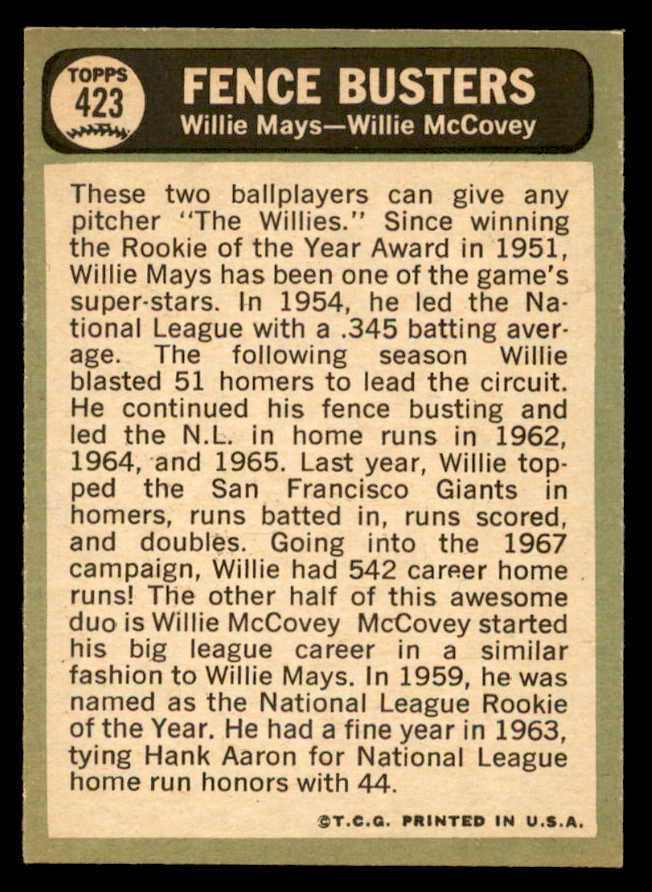 TOPPS
423
FENCE BUSTERS
Willie Mays—Willie McCovey
These two ballplayers can give any
pitcher "The Willies." Since winning
the Rookie of the Year Award in 1951,
Willie Mays has been one of the game's
super-stars. In 1954, he led the Na-
tional League with a .345 batting aver-
age. The following season Willie
blasted 51 homers to lead the circuit.
He continued his fence busting and
led the N.L. in home runs in 1962,
1964, and 1965. Last year, Willie top-
ped the San Francisco Giants in
homers, runs batted in, runs scored,
and doubles. Going into the 1967
campaign, Willie had 542 career home
runs! The other half of this awesome
duo is Willie McCovey McCovey started
his big league career in a similar
fashion to Willie Mays. In 1959, he was
named as the National League Rookie
of the Year. He had a fine year in 1963,
tying Hank Aaron for National League
home run honors with 44.
©T.C.G. PRINTED IN U.S.A.